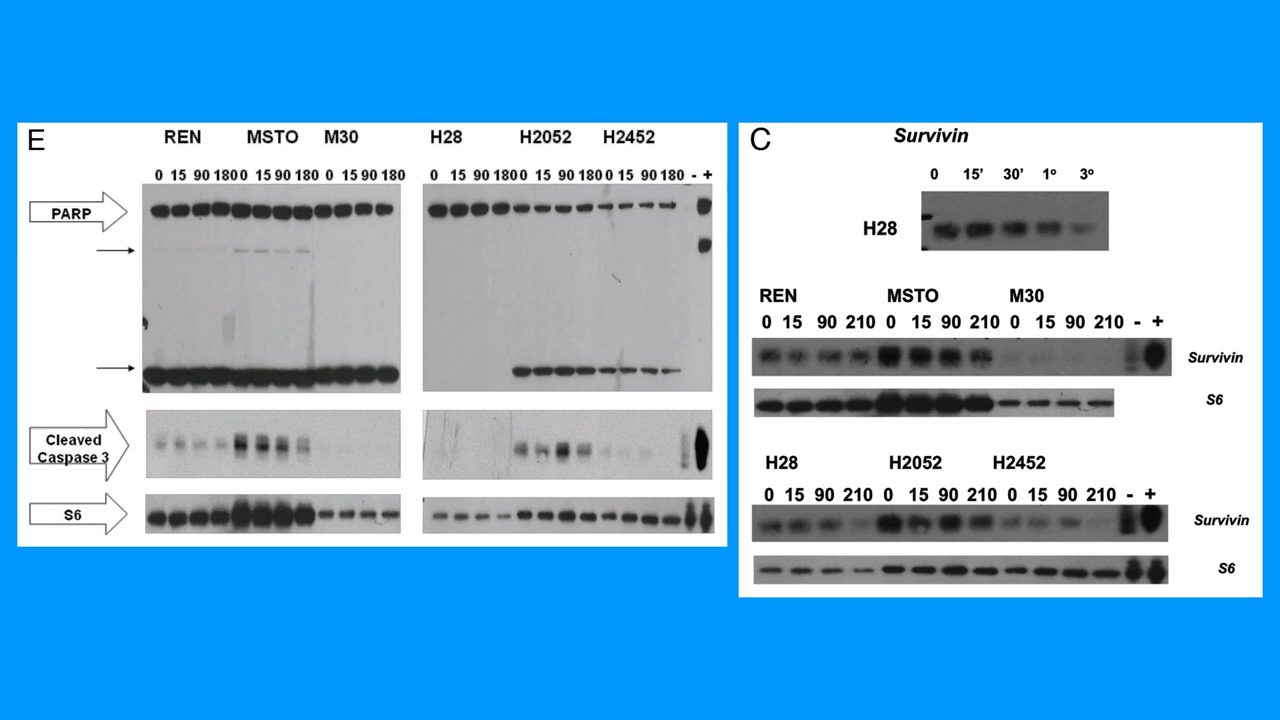 E
REN MSTO M30 H28 H2052 H2452
0 15 90 180 0 15 90 180 0 15 90 180 0 15 90 180 0 15 90 180 0 15 90 180 - +
PARP
Cleaved
Caspase 3
S6
C
Survivin
0 15' 30' 1º 3º
H28
REN MSTO M30
0 15 90 210 0 15 90 210 0 15 90 210 - +
Survivin
S6
H28 H2052 H2452
0 15 90 210 0 15 90 210 0 15 90 210 - +
Survivin
S6